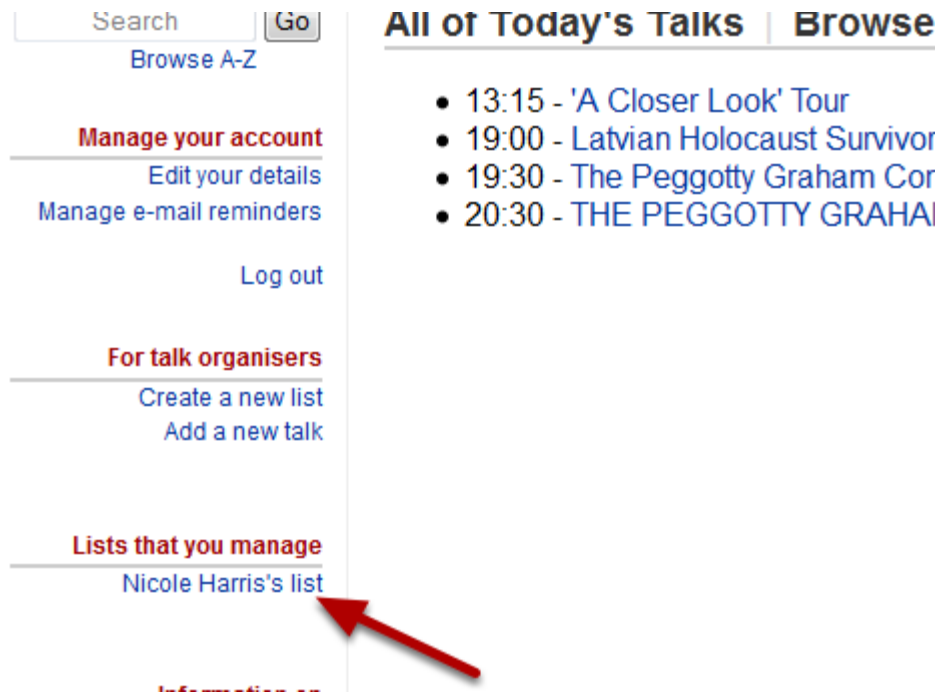 Search Go
Browse A-Z
Manage your account
Edit your details
Manage e-mail reminders
Log out
For talk organisers
Create a new list
Add a new talk
Lists that you manage
Nicole Harris's list
Information on
All of Today's Talks | Browse
• 13:15 - 'A Closer Look' Tour
• 19:00 - Latvian Holocaust Survivor
• 19:30 - The Peggotty Graham
• 20:30 - THE PEGGOTTY